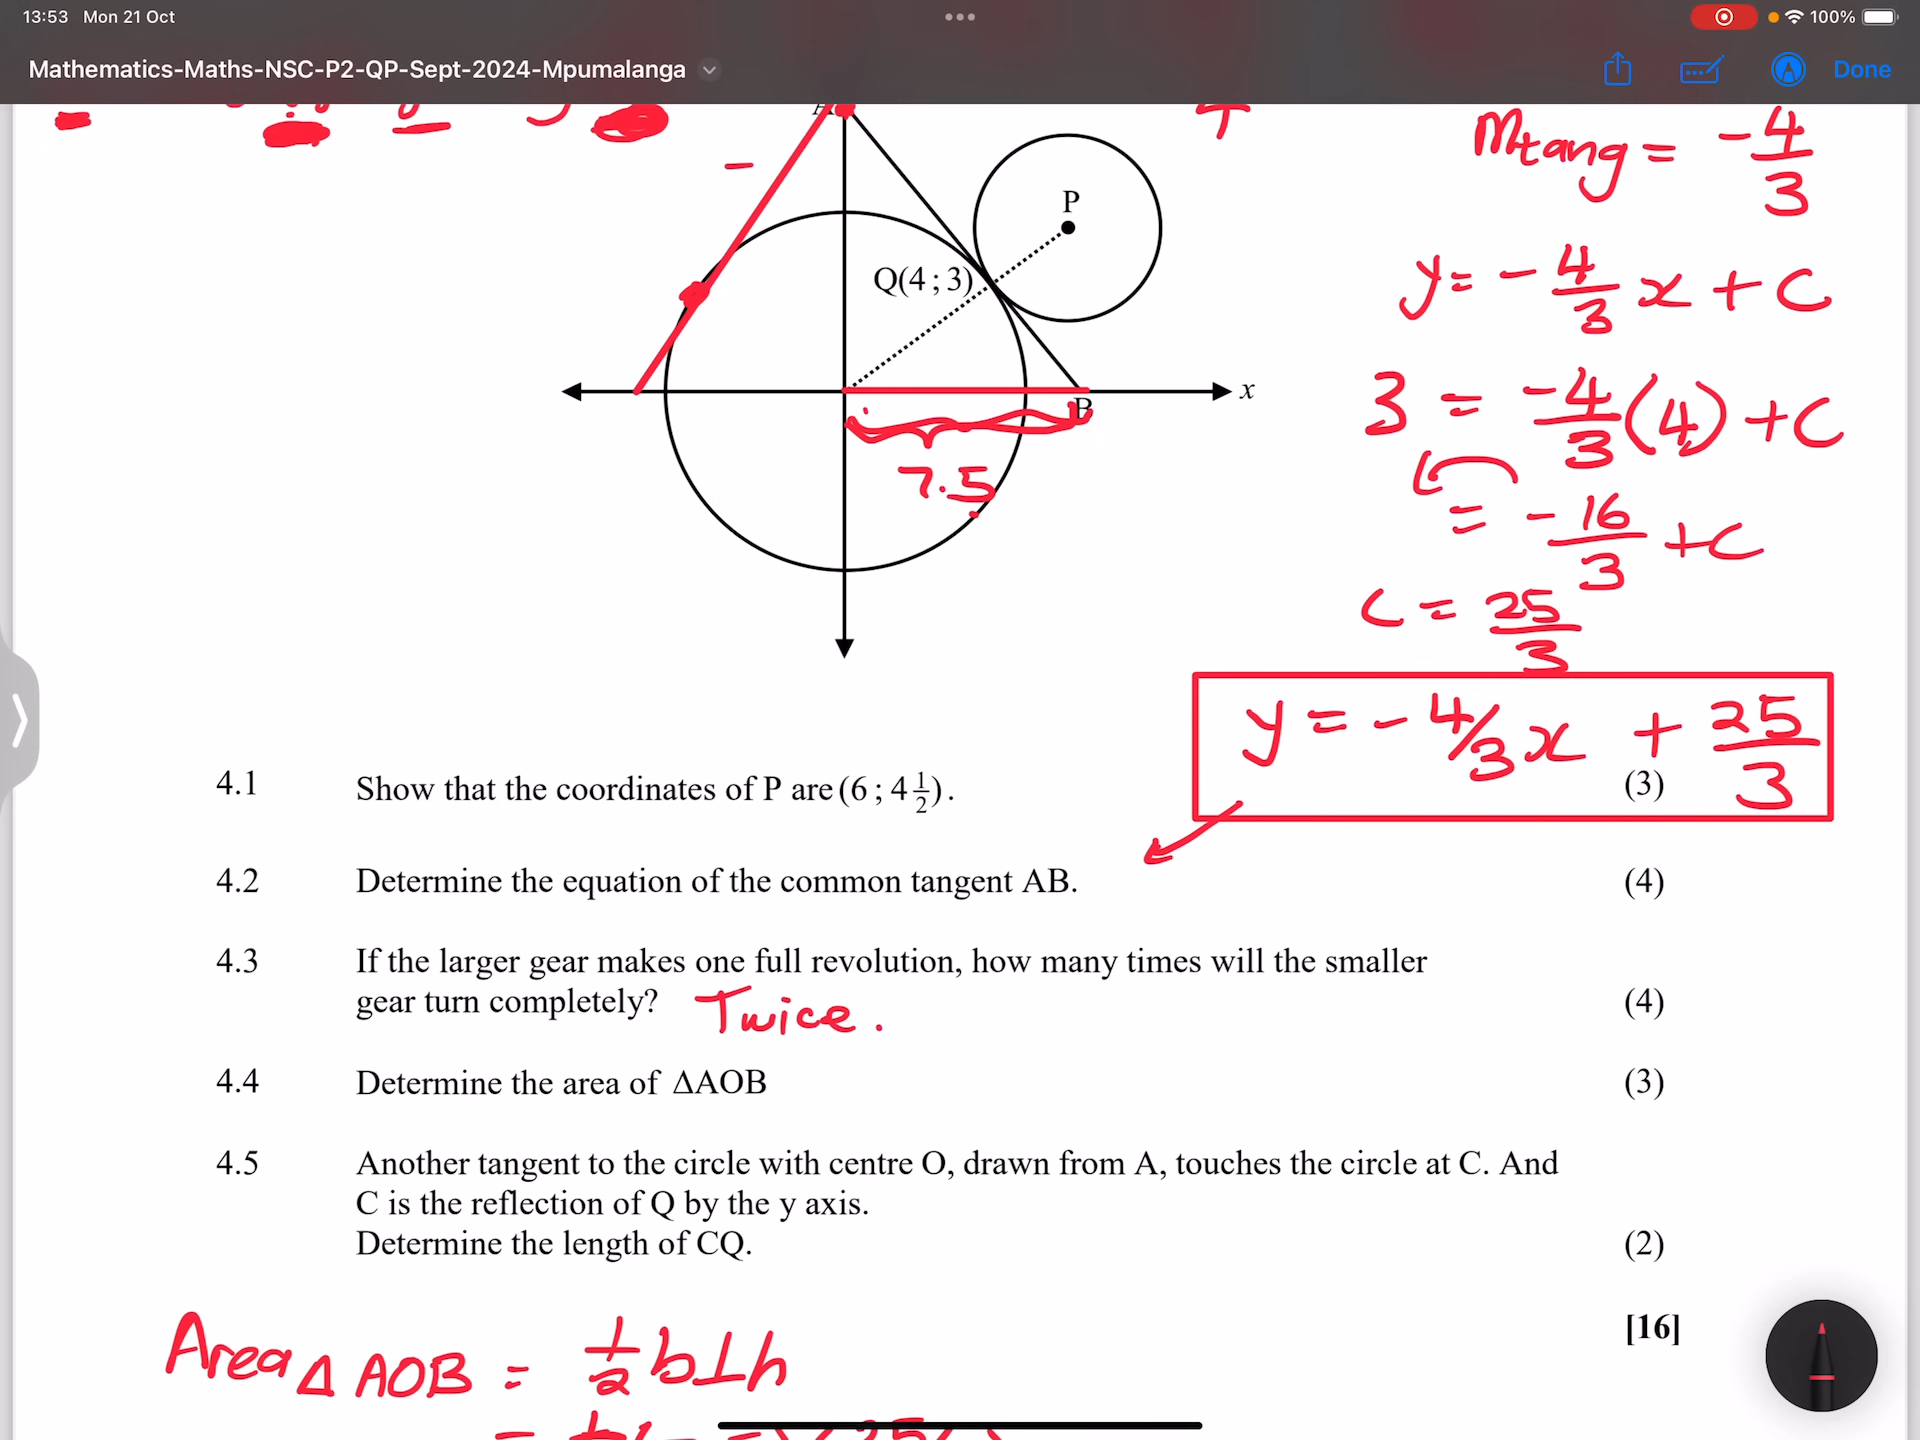 13:53 Mon 21 Oct
100%
Mathematics-Maths-NSC-P2-QP-Sept-2024-Mpumalanga
Done
A
P
Q(4 ; 3)
x
B
7.5
Mtang = -4/3
y = -4/3 x + c
3 = -4/3 (4) + c
= -16/3 + c
c = 25/3
y = -4/3 x + 25/3
4.1 Show that the coordinates of P are (6 ; 4 1/2). (3)
4.2 Determine the equation of the common tangent AB. (4)
4.3 If the larger gear makes one full revolution, how many times will the smaller
gear turn completely? Twice. (4)
4.4 Determine the area of ΔAOB (3)
4.5 Another tangent to the circle with centre O, drawn from A, touches the circle at C. And
C is the reflection of Q by the y axis.
Determine the length of CQ. (2)
[16]
Area Δ AOB = 1/2 b⊥h